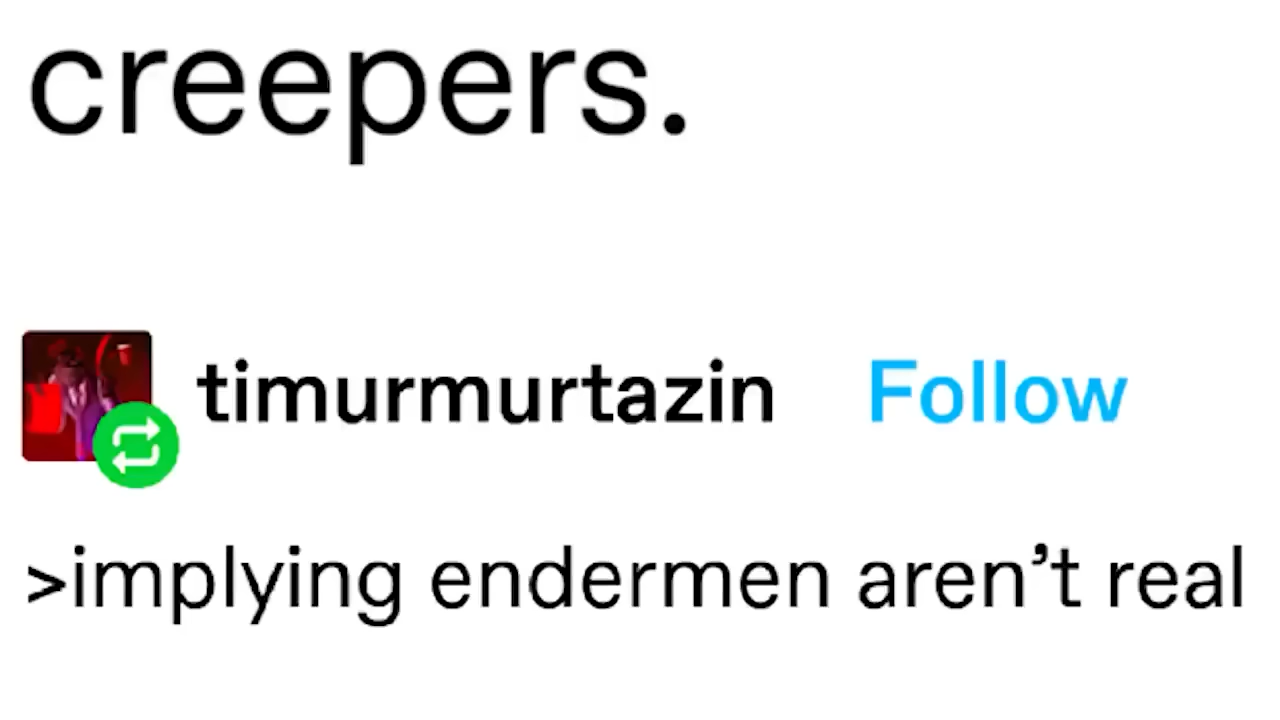 creepers.
timurmurtazin Follow
>implying endermen aren’t real